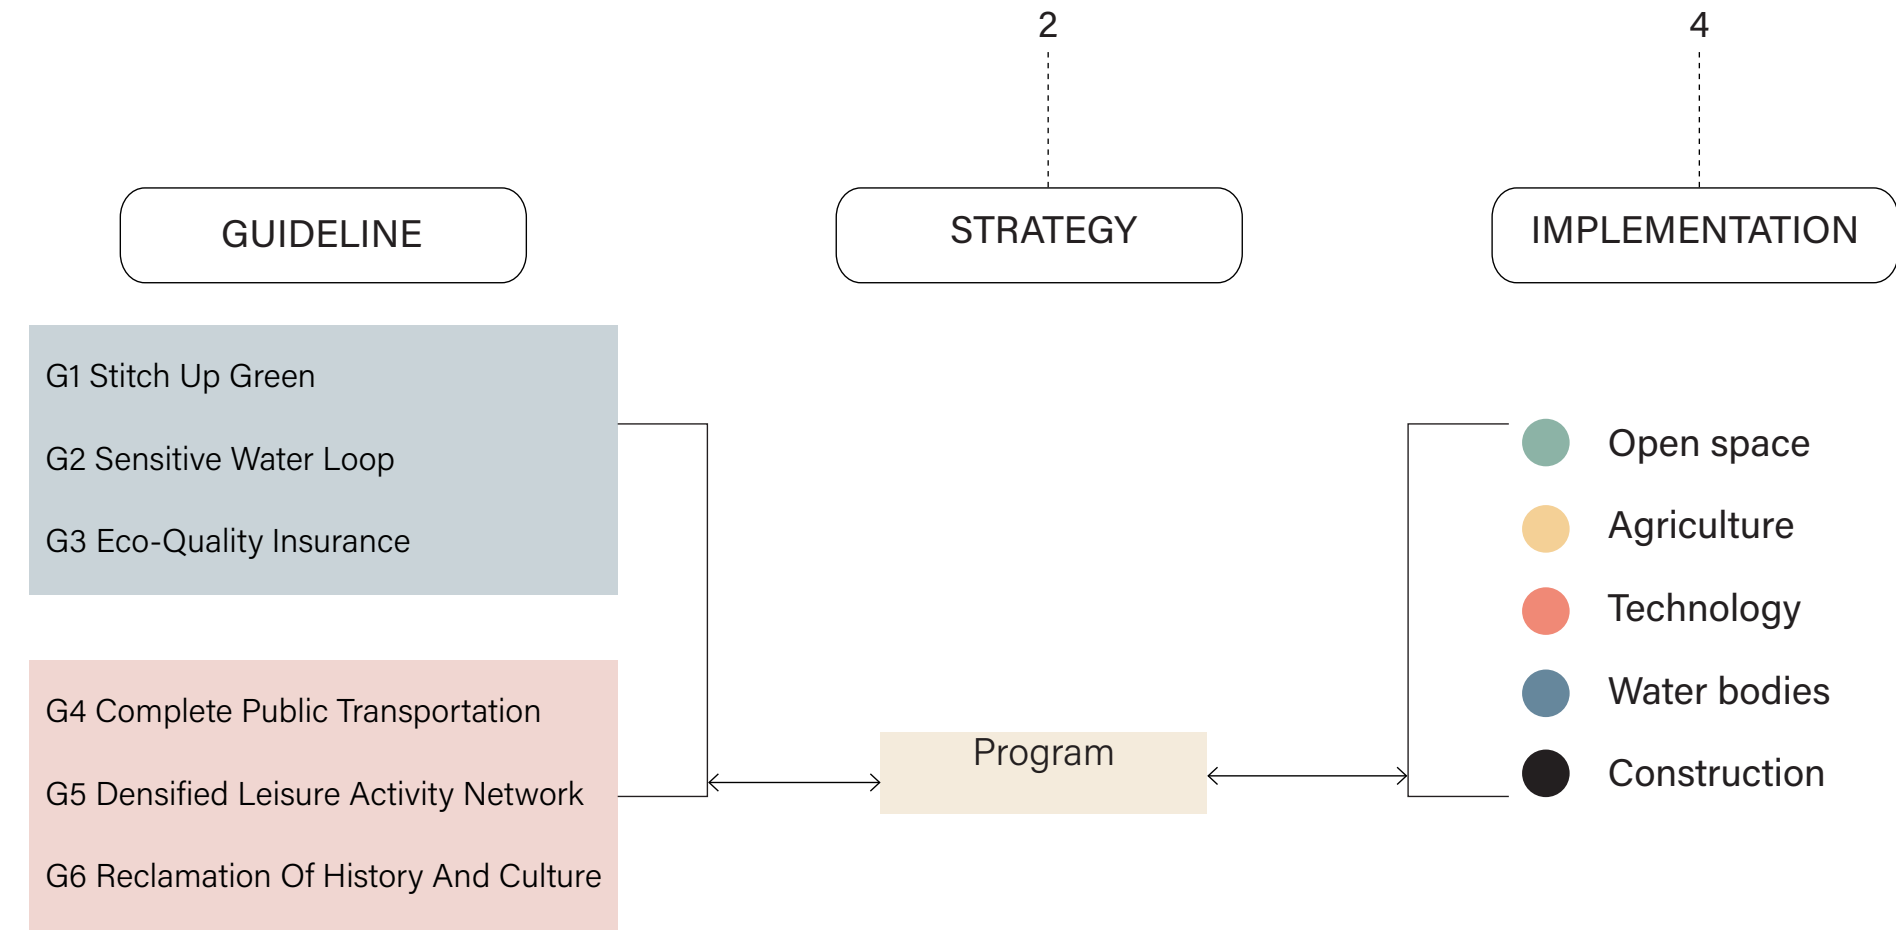 2
4
GUIDELINE
STRATEGY
IMPLEMENTATION
G1 Stitch Up Green
G2 Sensitive Water Loop
G3 Eco-Quality Insurance
G4 Complete Public Transportation
G5 Densified Leisure Activity Network
G6 Reclamation Of History And Culture
Program
Open space
Agriculture
Technology
Water bodies
Construction